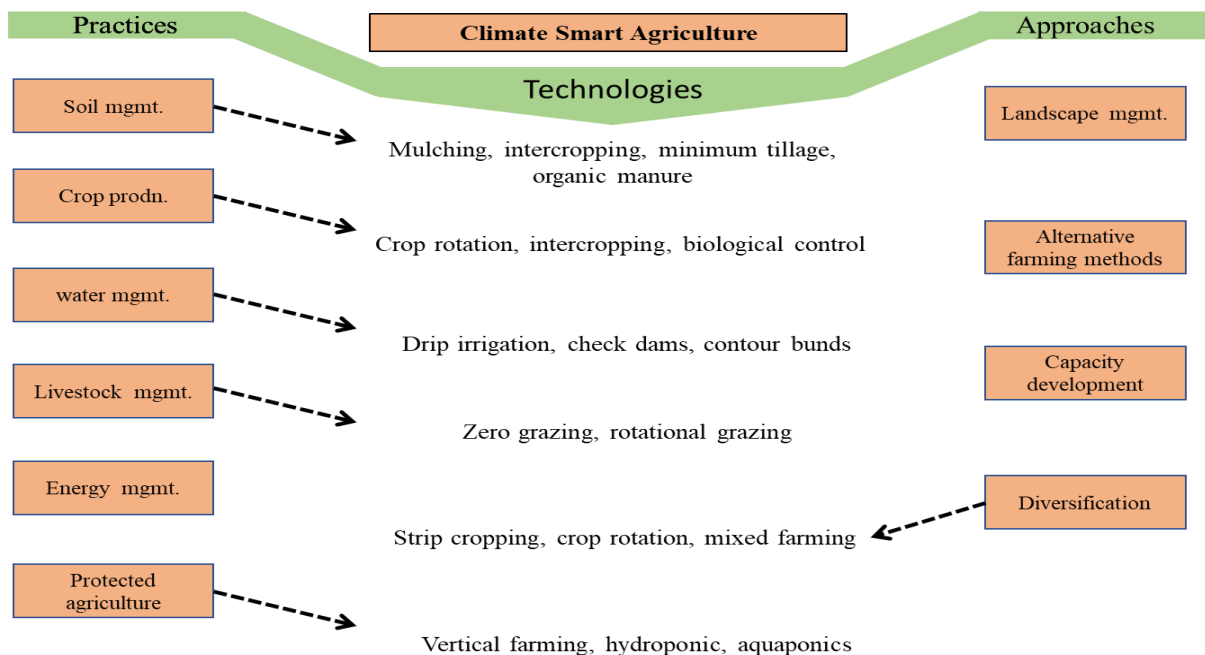 Practices
Climate Smart Agriculture
Approaches
Technologies
Soil mgmt.
Landscape mgmt.
Mulching, intercropping, minimum tillage,
organic manure
Crop prodn.
Crop rotation, intercropping, biological control
Alternative
farming methods
water mgmt.
Drip irrigation, check dams, contour bunds
Capacity
development
Livestock mgmt.
Zero grazing, rotational grazing
Energy mgmt.
Diversification
Strip cropping, crop rotation, mixed farming
Protected
agriculture
Vertical farming, hydroponic, aquaponics